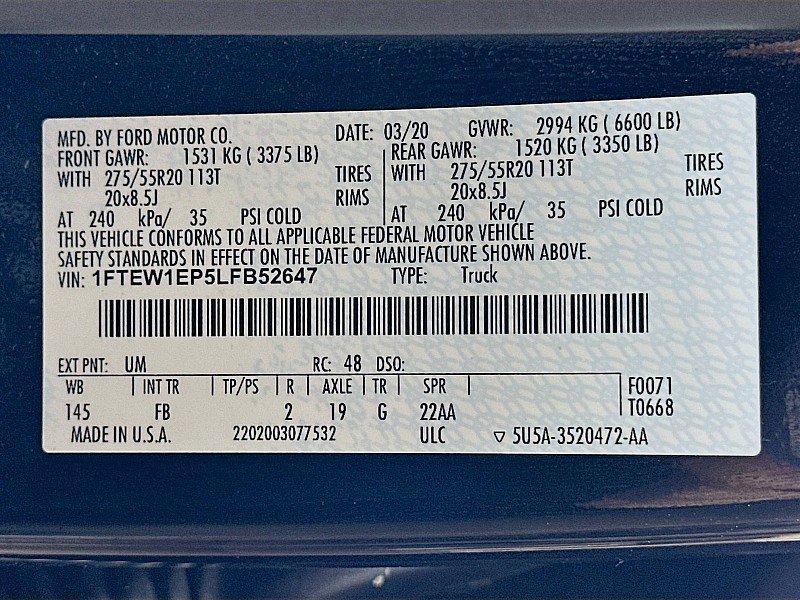 MFD. BY FORD MOTOR CO. DATE: 03/20 GVWR: 2994 KG ( 6600 LB)
FRONT GAWR: 1531 KG ( 3375 LB) REAR GAWR: 1520 KG ( 3350 LB)
WITH 275/55R20 113T TIRES WITH 275/55R20 113T TIRES
20x8.5J RIMS 20x8.5J RIMS
AT 240 kPa/ 35 PSI COLD AT 240 kPa/ 35 PSI COLD
THIS VEHICLE CONFORMS TO ALL APPLICABLE FEDERAL MOTOR VEHICLE
SAFETY STANDARDS IN EFFECT ON THE DATE OF MANUFACTURE SHOWN ABOVE.
VIN: 1FTEW1EP5LFB52647 TYPE: Truck
EXT PNT: UM RC: 48 DSO:
WB INT TR TP/PS R AXLE TR SPR F0071
145 FB 2 19 G 22AA T0668
MADE IN U.S.A. 2202003077532 ULC ▽ 5U5A-3520472-AA